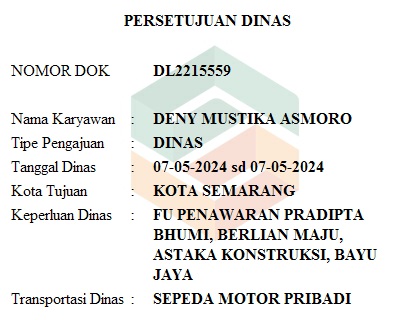 PERSETUJUAN DINAS
NOMOR DOK DL2215559
Nama Karyawan : DENY MUSTIKA ASMORO
Tipe Pengajuan : DINAS
Tanggal Dinas : 07-05-2024 sd 07-05-2024
Kota Tujuan : KOTA SEMARANG
Keperluan Dinas : FU PENAWARAN PRADIPTA
BHUMI, BERLIAN MAJU,
ASTAKA KONSTRUKSI, BAYU
JAYA
Transportasi Dinas : SEPEDA MOTOR PRIBADI